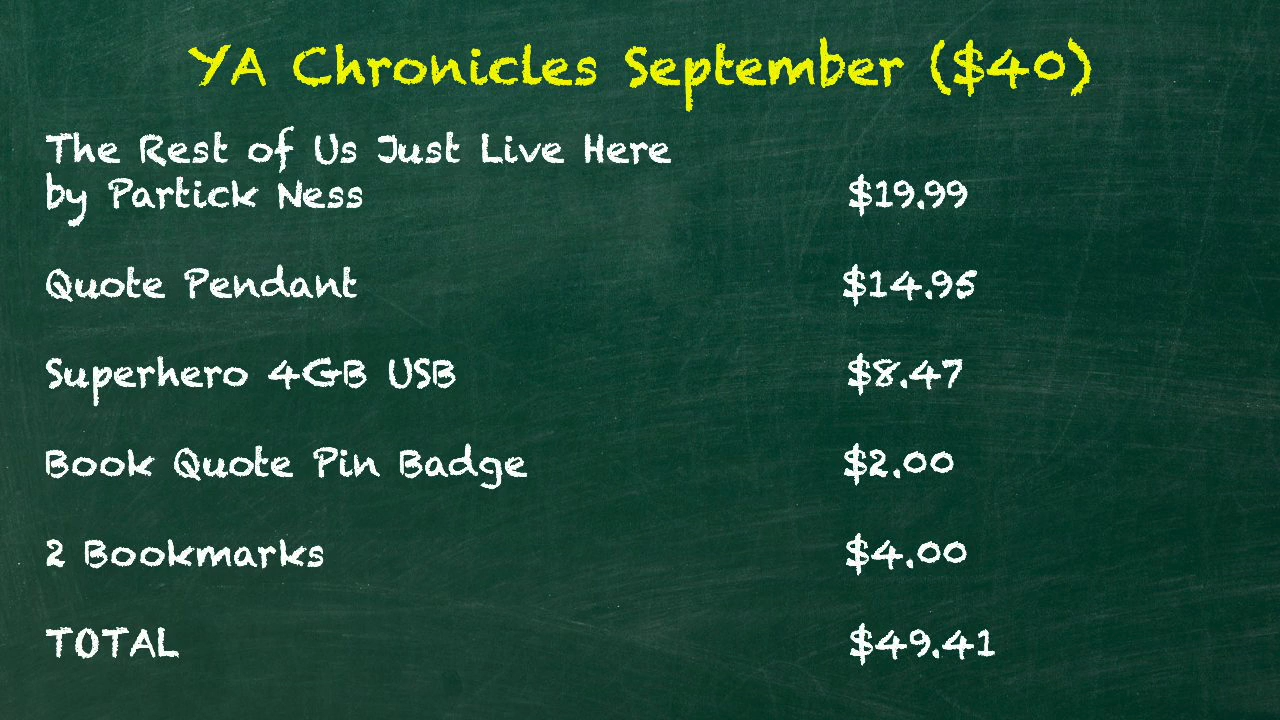 YA Chronicles September ($40)
The Rest of Us Just Live Here
by Partick Ness $19.99
Quote Pendant $14.95
Superhero 4GB USB $8.47
Book Quote Pin Badge $2.00
2 Bookmarks $4.00
TOTAL $49.41